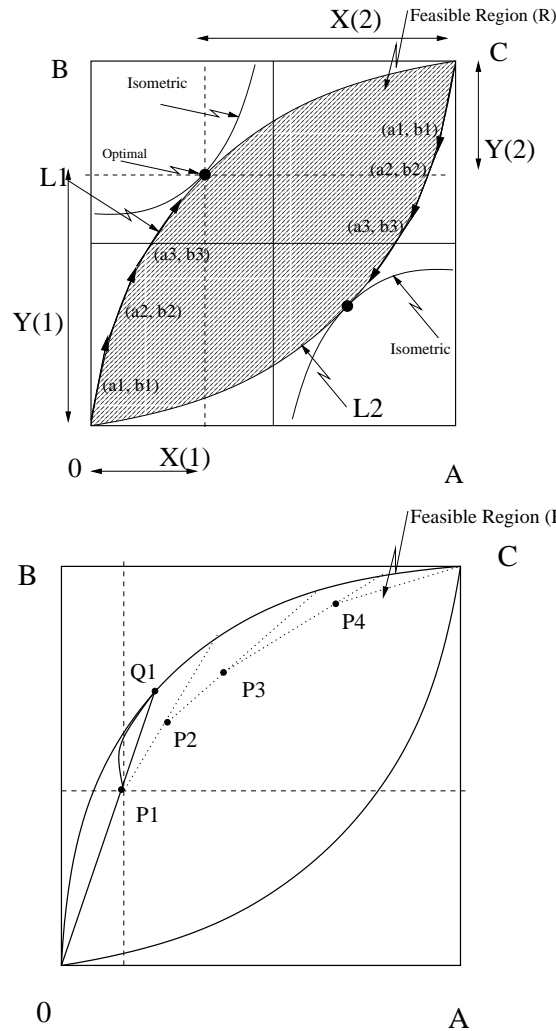 X(2)
Feasible Region (R)
B
C
Isometric
(a1, b1)
Optimal
Y(2)
(a2, b2)
L1
(a3, b3)
(a3, b3)
Y(1)
(a2, b2)
Isometric
(a1, b1)
L2
X(1)
0
A
Feasible Region (
B
C
P4
Q1
P3
P2
P1
0
A